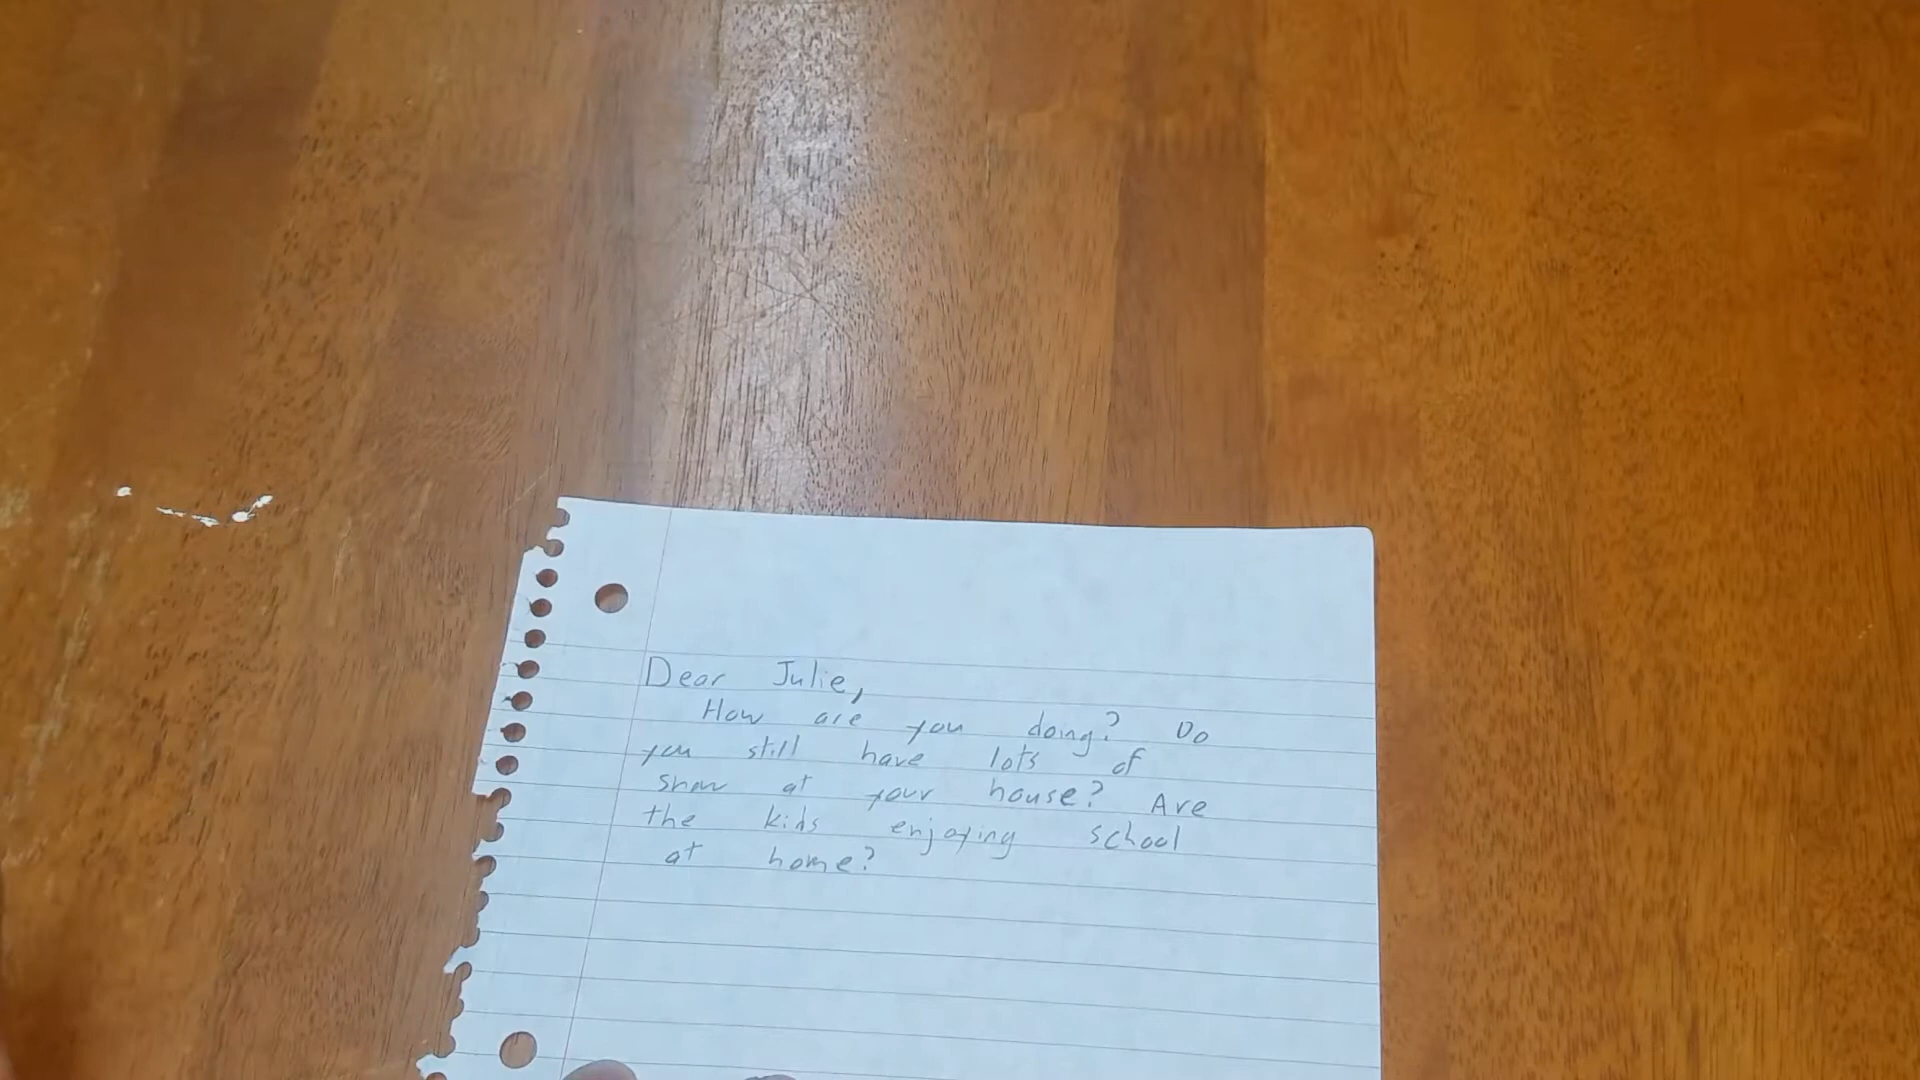 Dear Julie,
How are you doing? Do
you still have lots of
snow at your house? Are
the kids enjoying school
at home?